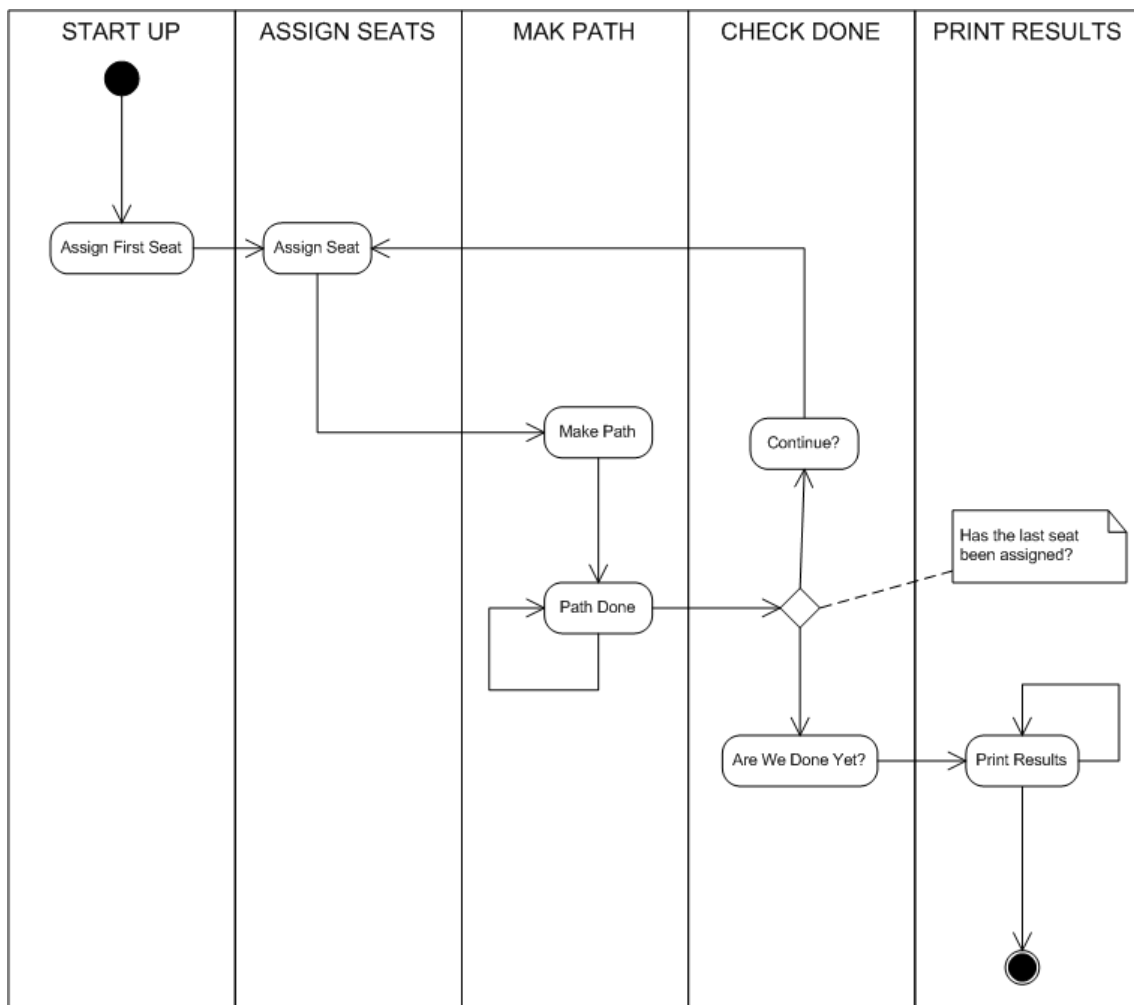 START UP
ASSIGN SEATS
MAK PATH
CHECK DONE
PRINT RESULTS
Assign First Seat
Assign Seat
Make Path
Continue?
Has the last seat
been assigned?
Path Done
Are We Done Yet?
Print Results